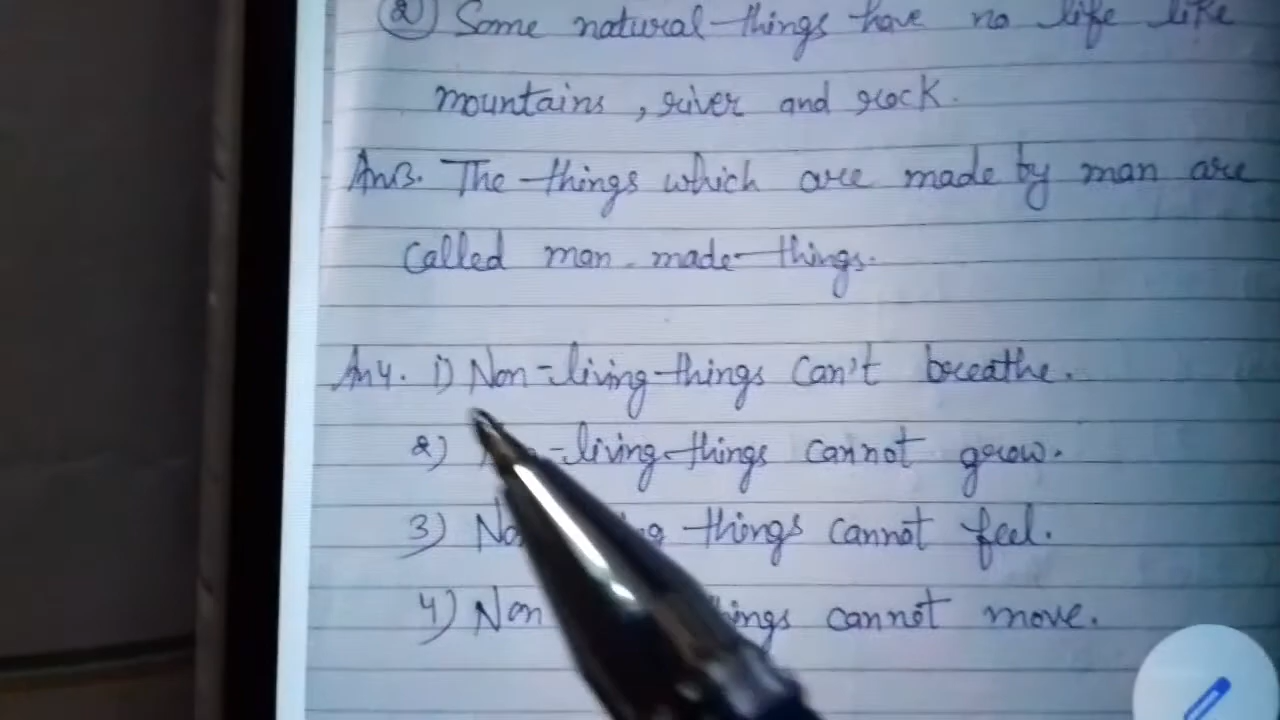 (2) Some natural things have no life like
mountains, river and rock.
Ans3. The things which are made by man are
called man-made things.
An4. i) Non-living things can't breathe.
2) -living things cannot grow.
3) things cannot feel.
4) Non cannot move.